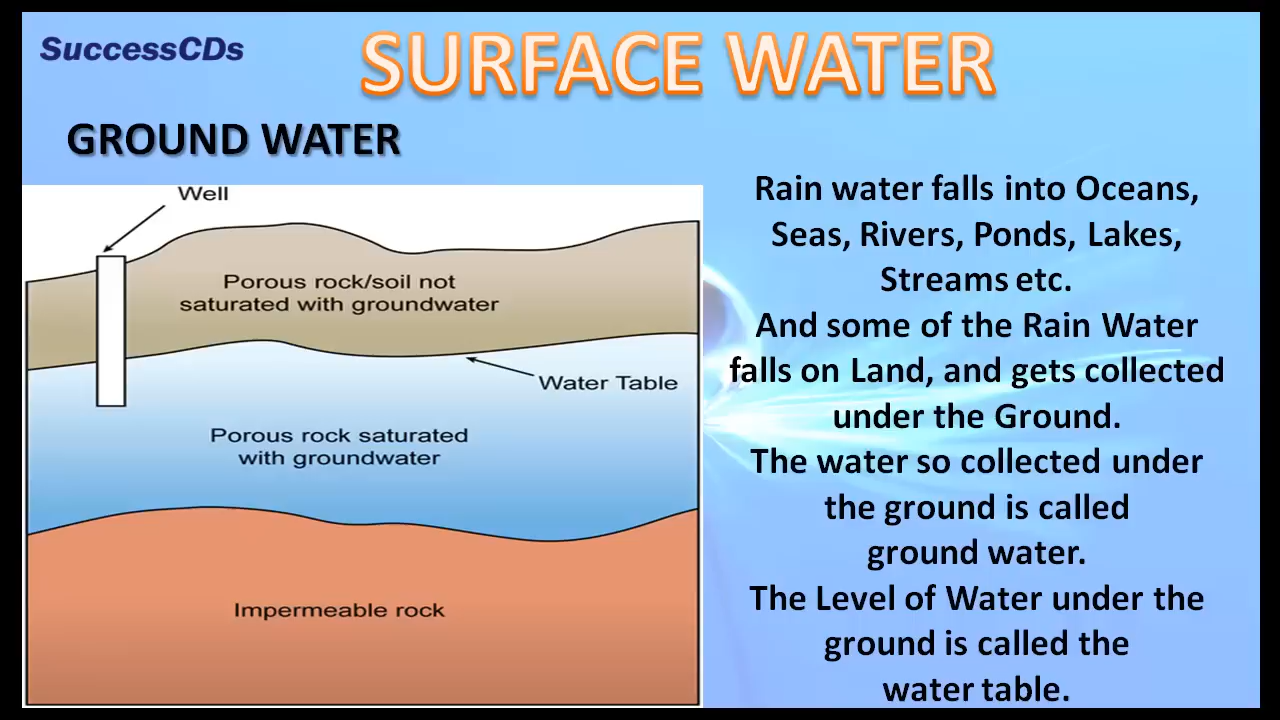 SuccessCDs
SURFACE WATER
GROUND WATER
Well
Porous rock/soil not
saturated with groundwater
Water Table
Porous rock saturated
with groundwater
Impermeable rock
Rain water falls into Oceans,
Seas, Rivers, Ponds, Lakes,
Streams etc.
And some of the Rain Water
falls on Land, and gets collected
under the Ground.
The water so collected under
the ground is called
ground water.
The Level of Water under the
ground is called the
water table.